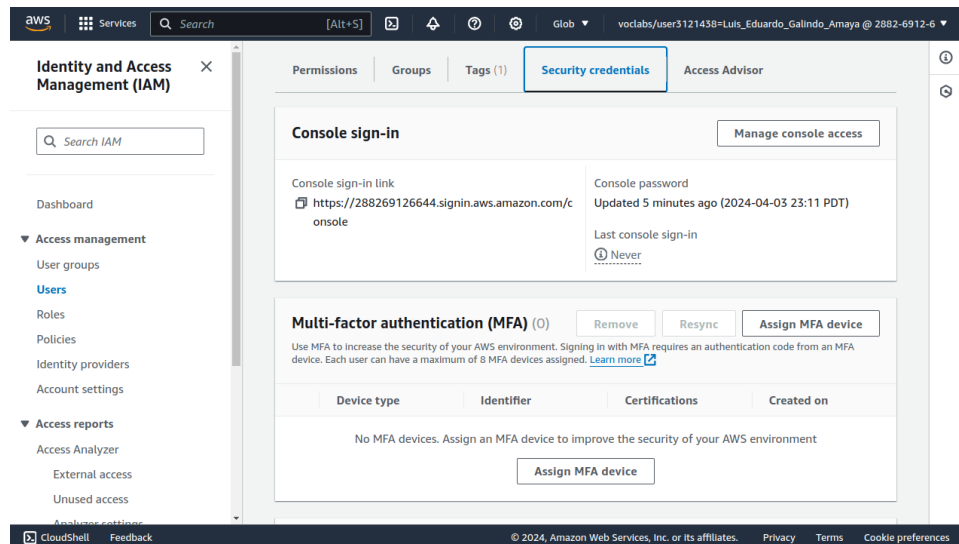 aws
Services
Search
[Alt+S]
Glob
voclabs/user3121438=Luis_Eduardo_Galindo_Amaya @ 2882-6912-6
Identity and Access
Management (IAM)
Search IAM
Dashboard
Access management
User groups
Users
Roles
Policies
Identity providers
Account settings
Access reports
Access Analyzer
External access
Unused access
Analyzer settings
Permissions
Groups
Tags (1)
Security credentials
Access Advisor
Console sign-in
Manage console access
Console sign-in link
https://288269126644.signin.aws.amazon.com/c
onsole
Console password
Updated 5 minutes ago (2024-04-03 23:11 PDT)
Last console sign-in
Never
Multi-factor authentication (MFA) (0)
Remove
Resync
Assign MFA device
Use MFA to increase the security of your AWS environment. Signing in with MFA requires an authentication code from an MFA
device. Each user can have a maximum of 8 MFA devices assigned. Learn more
Device type
Identifier
Certifications
Created on
No MFA devices. Assign an MFA device to improve the security of your AWS environment
Assign MFA device
CloudShell
Feedback
© 2024, Amazon Web Services, Inc. or its affiliates.
Privacy
Terms
Cookie preferences